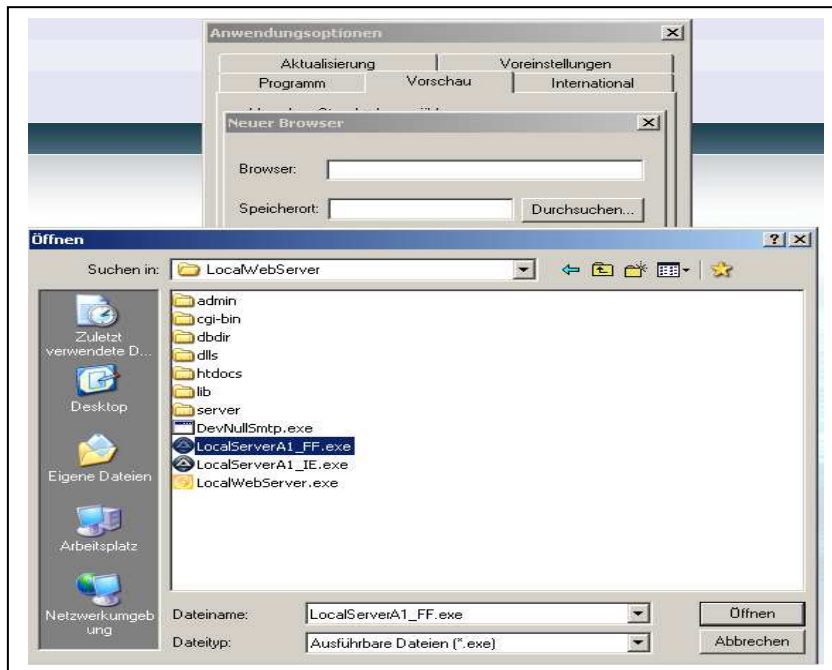 Anwendungsoptionen
Aktualisierung Voreinstellungen
Programm Vorschau International
Neuer Browser
Browser:
Speicherort: Durchsuchen...
Öffnen
Suchen in: LocalWebServer
Zuletzt
verwendete D...
Desktop
Eigene Dateien
Arbeitsplatz
Netzwerkumgeb
ung
admin
cgi-bin
dbdir
dlls
htdocs
lib
server
DevNullSmtp.exe
LocalServerA1_FF.exe
LocalServerA1_IE.exe
LocalWebServer.exe
Dateiname: LocalServerA1_FF.exe Öffnen
Dateityp: Ausführbare Dateien (*.exe) Abbrechen